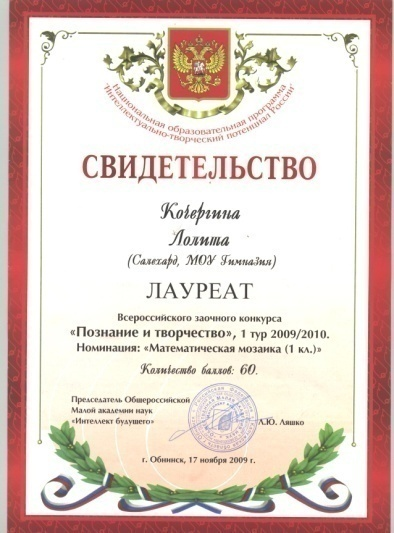 Национальная образовательная программа
"Интеллектуально-творческий потенциал России"
СВИДЕТЕЛЬСТВО
Кочергина
Лолита
(Салехард, МОУ Гимназия)
ЛАУРЕАТ
Всероссийского заочного конкурса
«Познание и творчество», 1 тур 2009/2010.
Номинация: «Математическая мозаика (1 кл.)»
Количество баллов: 60.
Председатель Общероссийской
Малой академии наук
«Интеллект будущего»
Л.Ю. Ляшко
г. Обнинск, 17 ноября 2009 г.